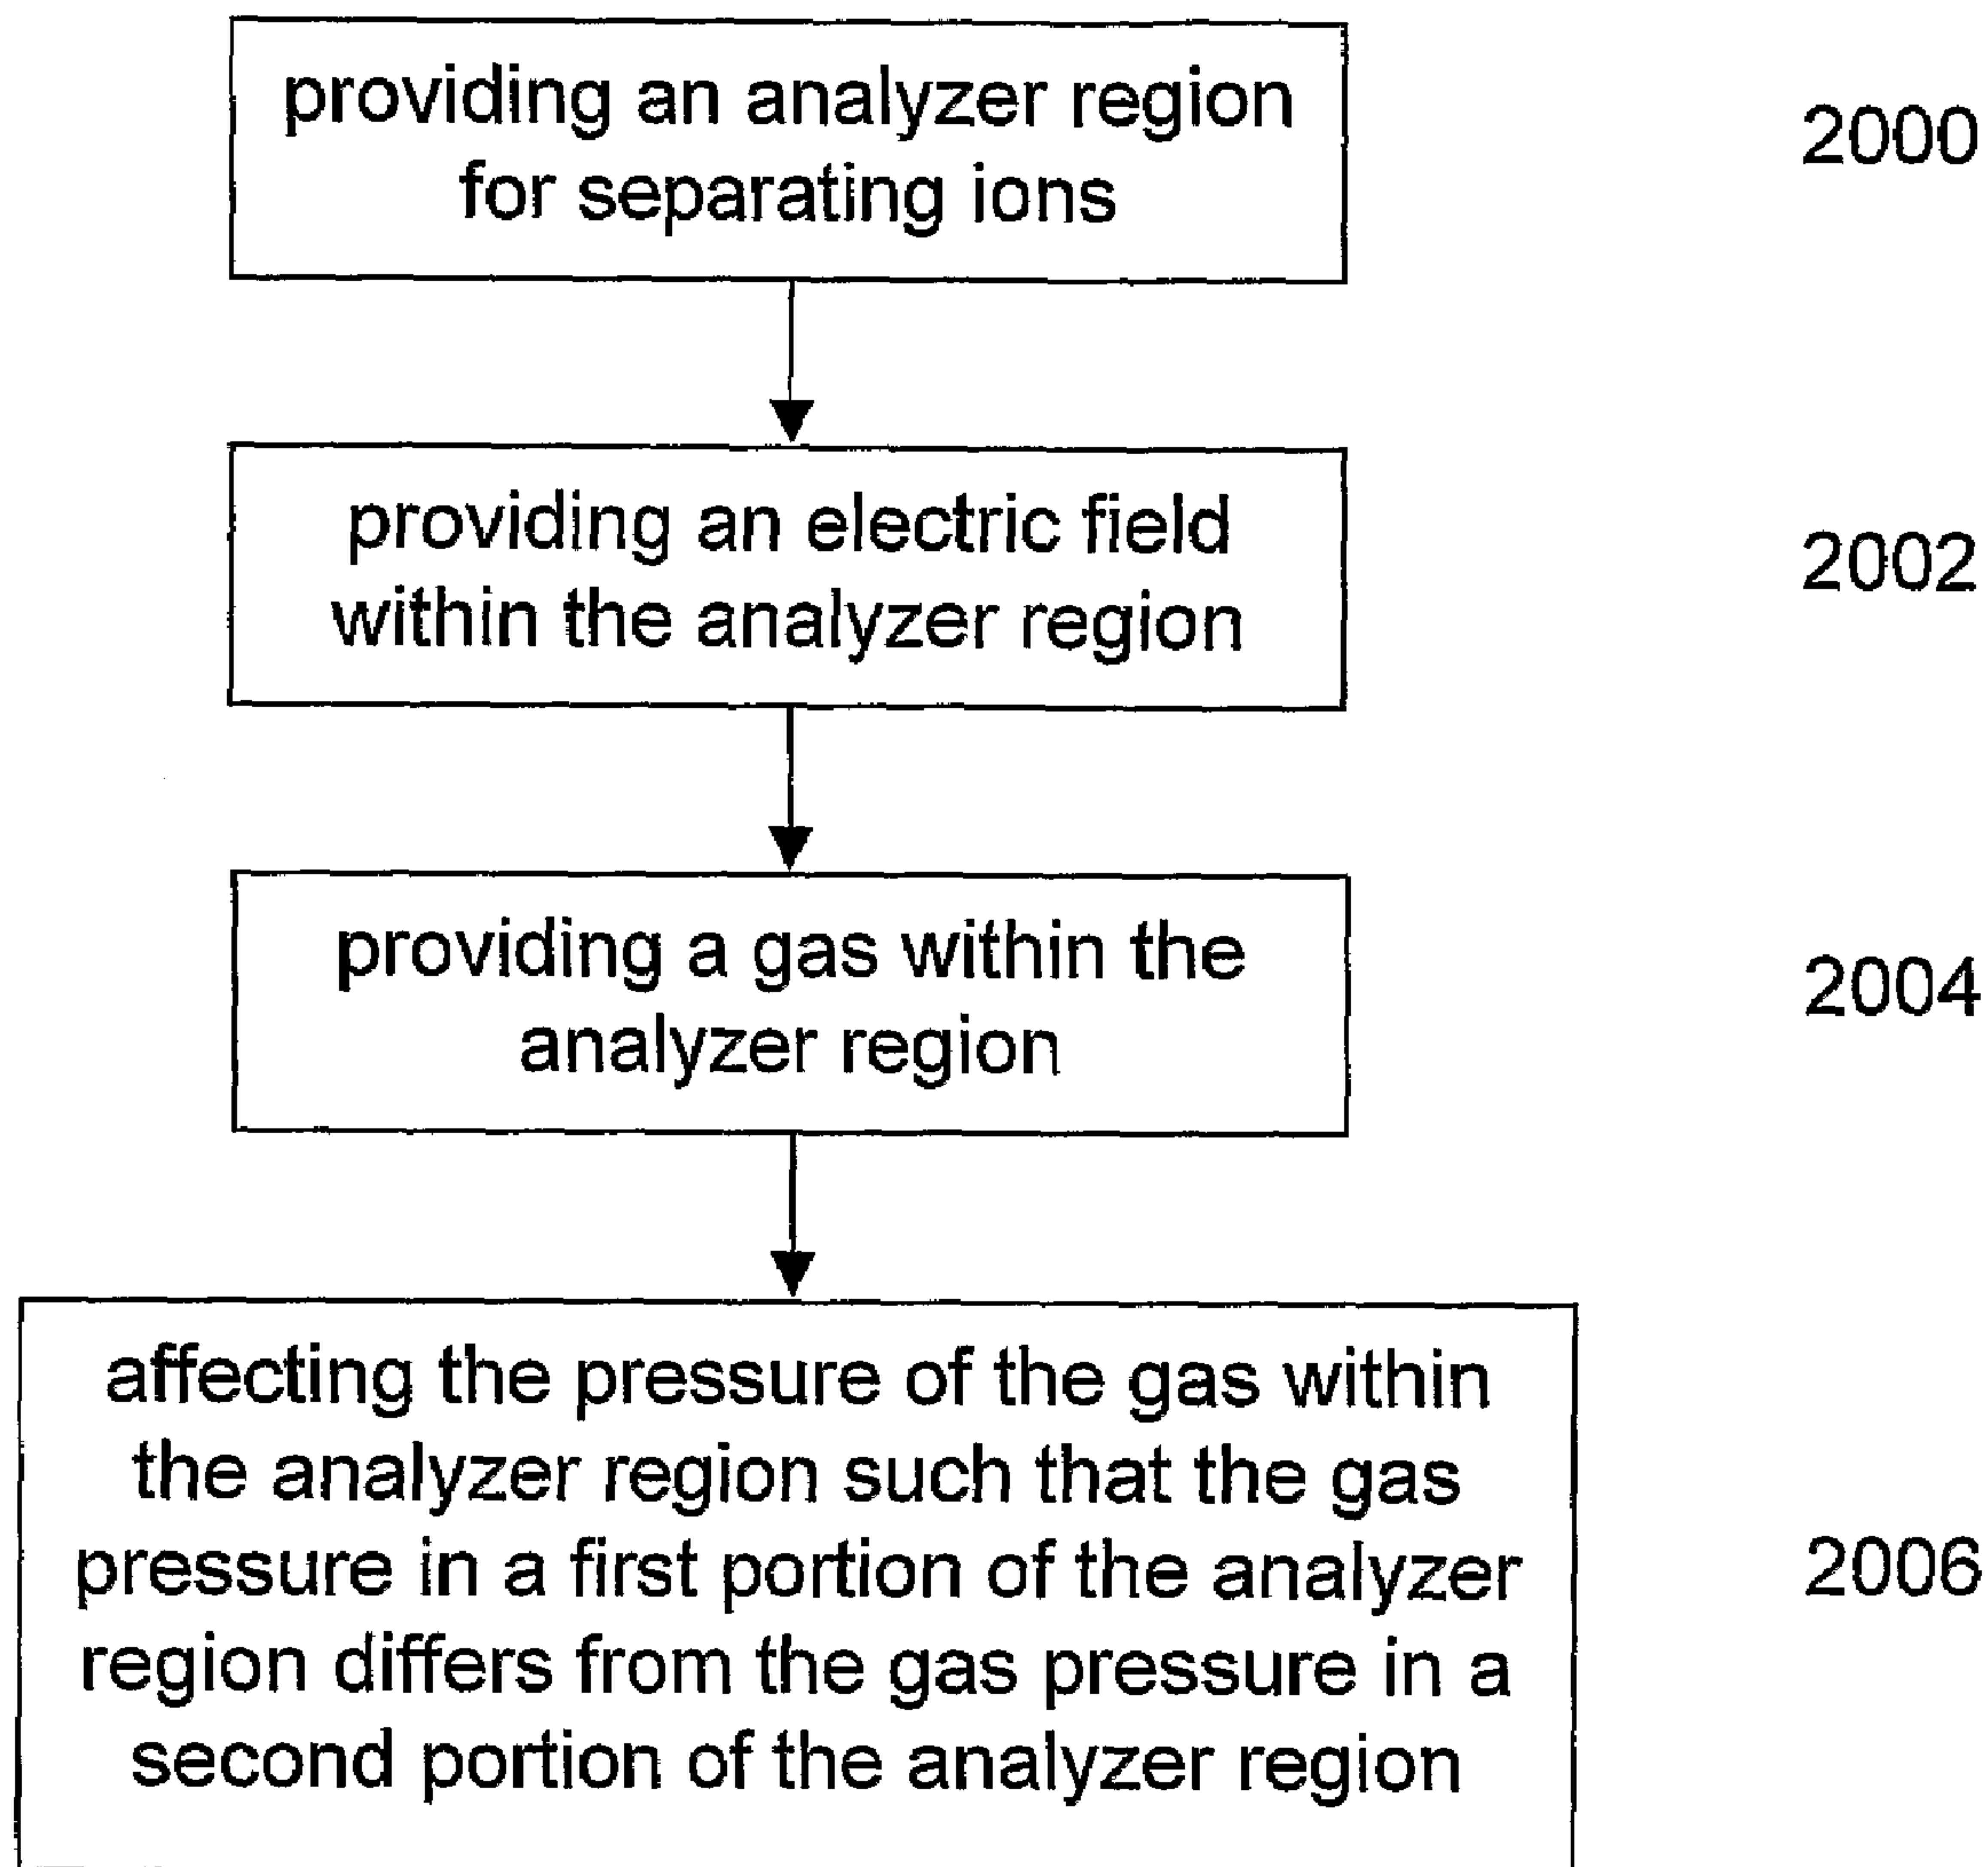 providing an analyzer region
for separating ions
2000
providing an electric field
within the analyzer region
2002
providing a gas within the
analyzer region
2004
affecting the pressure of the gas within
the analyzer region such that the gas
pressure in a first portion of the analyzer
region differs from the gas pressure in a
second portion of the analyzer region
2006